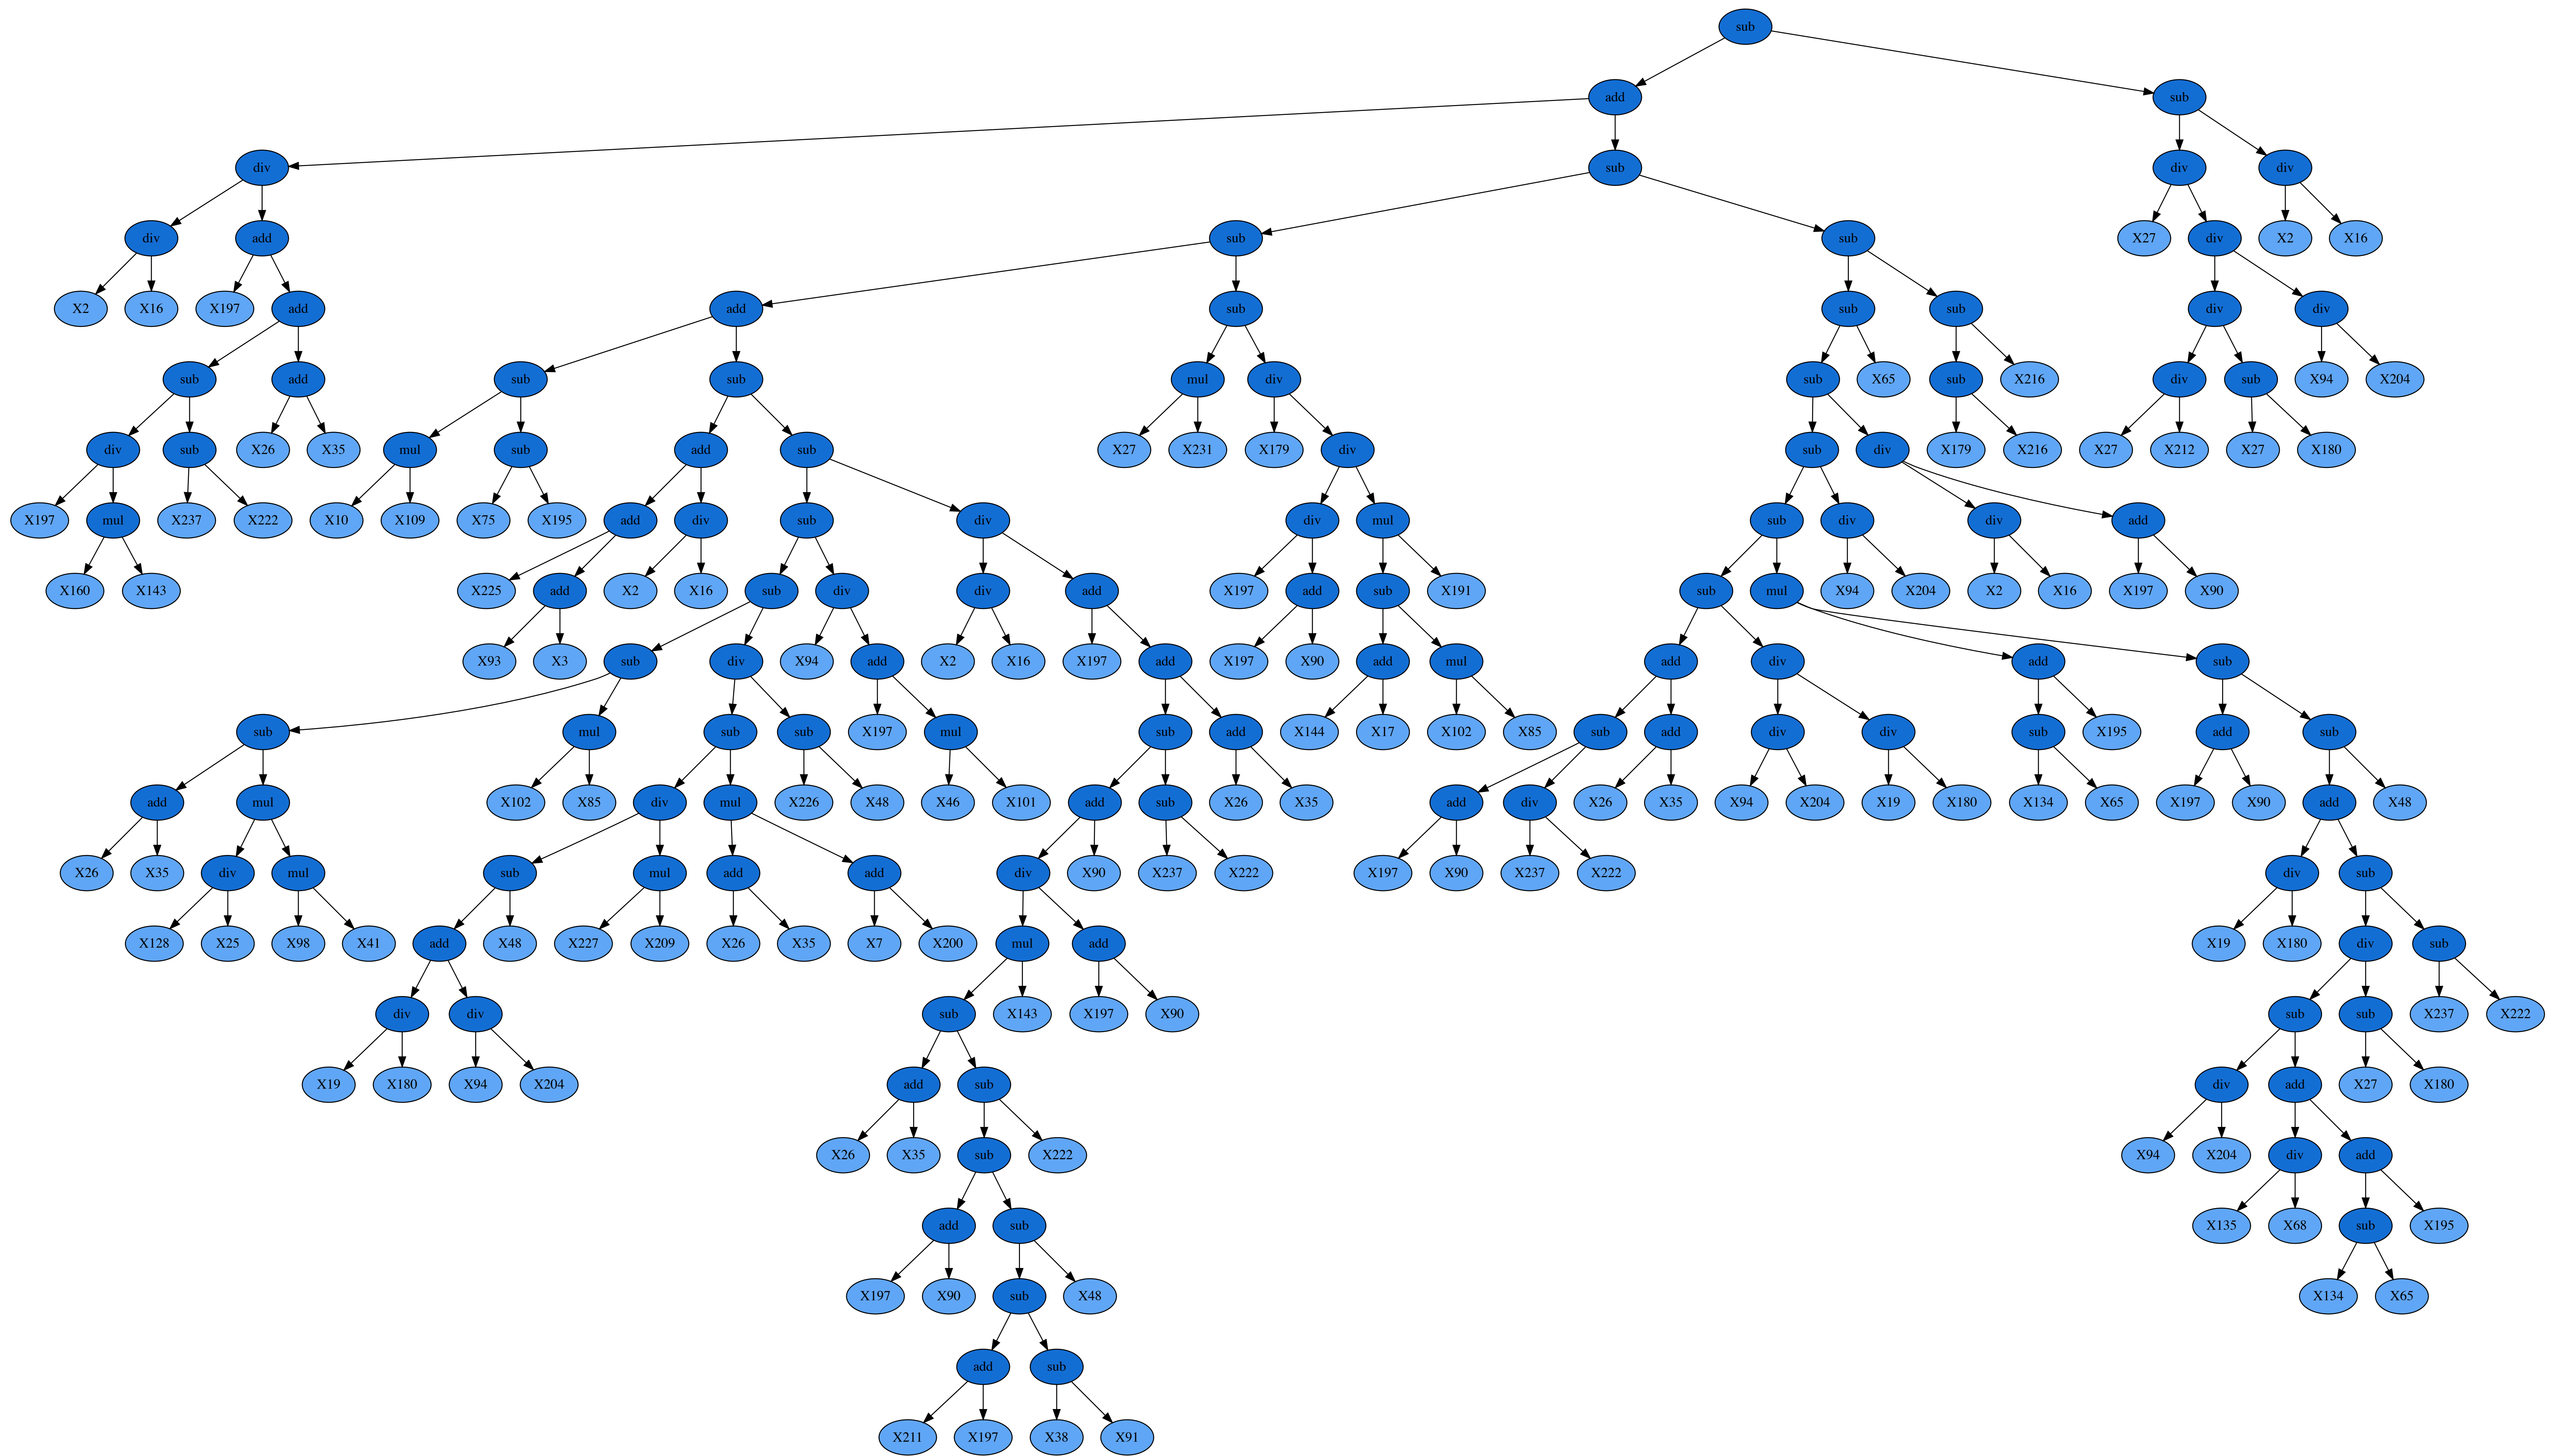 sub
add sub
div sub div div
div add sub sub X27 div X2 X16
X2 X16 X197 add add sub sub sub div div
sub add sub sub mul div sub X65 sub X216 div sub X94 X204
div sub X26 X35 mul sub add sub X27 X231 X179 div sub div X179 X216 X27 X212 X27 X180
X197 mul X237 X222 X10 X109 X75 X195 add div sub div div mul sub div div add
X160 X143 X225 add X2 X16 sub div div add X197 add sub X191 sub mul X94 X204 X2 X16 X197 X90
X93 X3 sub div X94 add X2 X16 X197 add X197 X90 add mul add div add sub
sub mul sub sub X197 mul sub add X144 X17 X102 X85 sub add div div sub X195 add sub
add mul X102 X85 div mul X226 X48 X46 X101 add sub X26 X35 add div X26 X35 X94 X204 X19 X180 X134 X65 X197 X90 add X48
X26 X35 div mul sub mul add add div X90 X237 X222 X197 X90 X237 X222 div sub
X128 X25 X98 X41 add X48 X227 X209 X26 X35 X7 X200 mul add X19 X180 div sub
div div sub X143 X197 X90 sub sub X237 X222
X19 X180 X94 X204 add sub div add X27 X180
X26 X35 sub X222 X94 X204 div add
add sub X135 X68 sub X195
X197 X90 sub X48 X134 X65
add sub
X211 X197 X38 X91